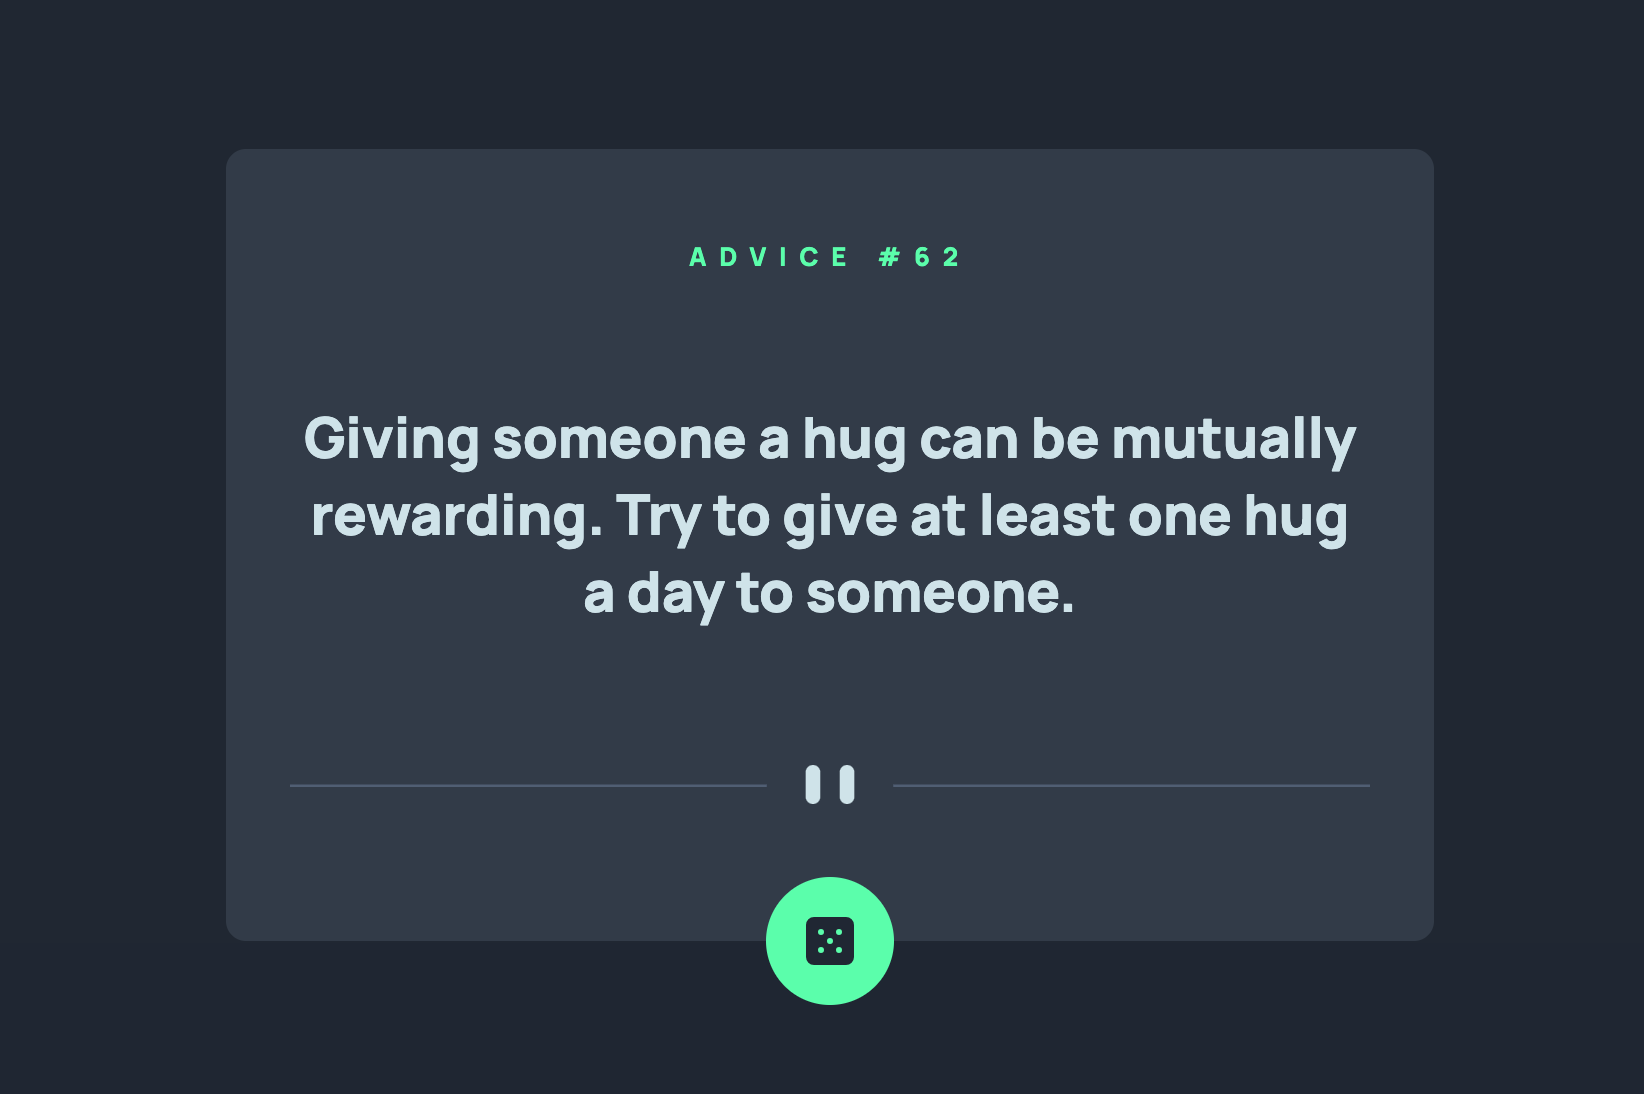 ADVICE #62
Giving someone a hug can be mutually
rewarding. Try to give at least one hug
a day to someone.